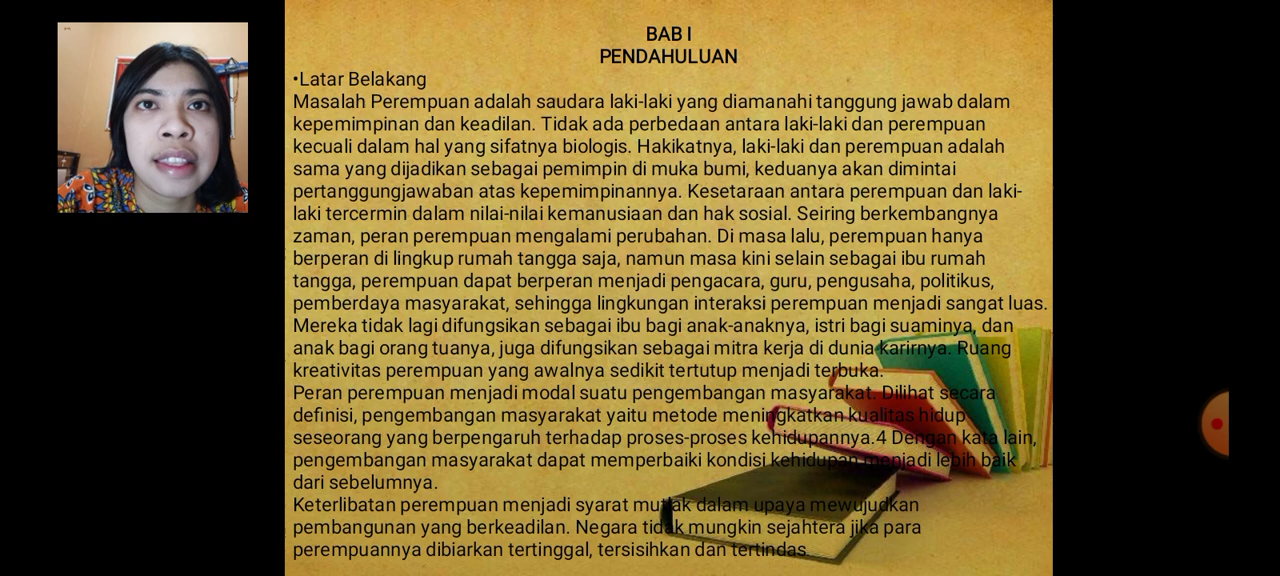 BAB I
PENDAHULUAN
•Latar Belakang
Masalah Perempuan adalah saudara laki-laki yang diamanahi tanggung jawab dalam
kepemimpinan dan keadilan. Tidak ada perbedaan antara laki-laki dan perempuan
kecuali dalam hal yang sifatnya biologis. Hakikatnya, laki-laki dan perempuan adalah
sama yang dijadikan sebagai pemimpin di muka bumi, keduanya akan dimintai
pertanggungjawaban atas kepemimpinannya. Kesetaraan antara perempuan dan laki-
laki tercermin dalam nilai-nilai kemanusiaan dan hak sosial. Seiring berkembangnya
zaman, peran perempuan mengalami perubahan. Di masa lalu, perempuan hanya
berperan di lingkup rumah tangga saja, namun masa kini selain sebagai ibu rumah
tangga, perempuan dapat berperan menjadi pengacara, guru, pengusaha, politikus,
pemberdaya masyarakat, sehingga lingkungan interaksi perempuan menjadi sangat luas.
Mereka tidak lagi difungsikan sebagai ibu bagi anak-anaknya, istri bagi suaminya, dan
anak bagi orang tuanya, juga difungsikan sebagai mitra kerja di dunia karirnya. Ruang
kreativitas perempuan yang awalnya sedikit tertutup menjadi terbuka.
Peran perempuan menjadi modal suatu pengembangan masyarakat. Dilihat secara
definisi, pengembangan masyarakat yaitu metode meningkatkan kualitas hidup
seseorang yang berpengaruh terhadap proses-proses kehidupannya.4 Dengan kata lain,
pengembangan masyarakat dapat memperbaiki kondisi kehidupan menjadi lebih baik
dari sebelumnya.
Keterlibatan perempuan menjadi syarat mutlak dalam upaya mewujudkan
pembangunan yang berkeadilan. Negara tidak mungkin sejahtera jika para
perempuannya dibiarkan tertinggal, tersisihkan dan tertindas.